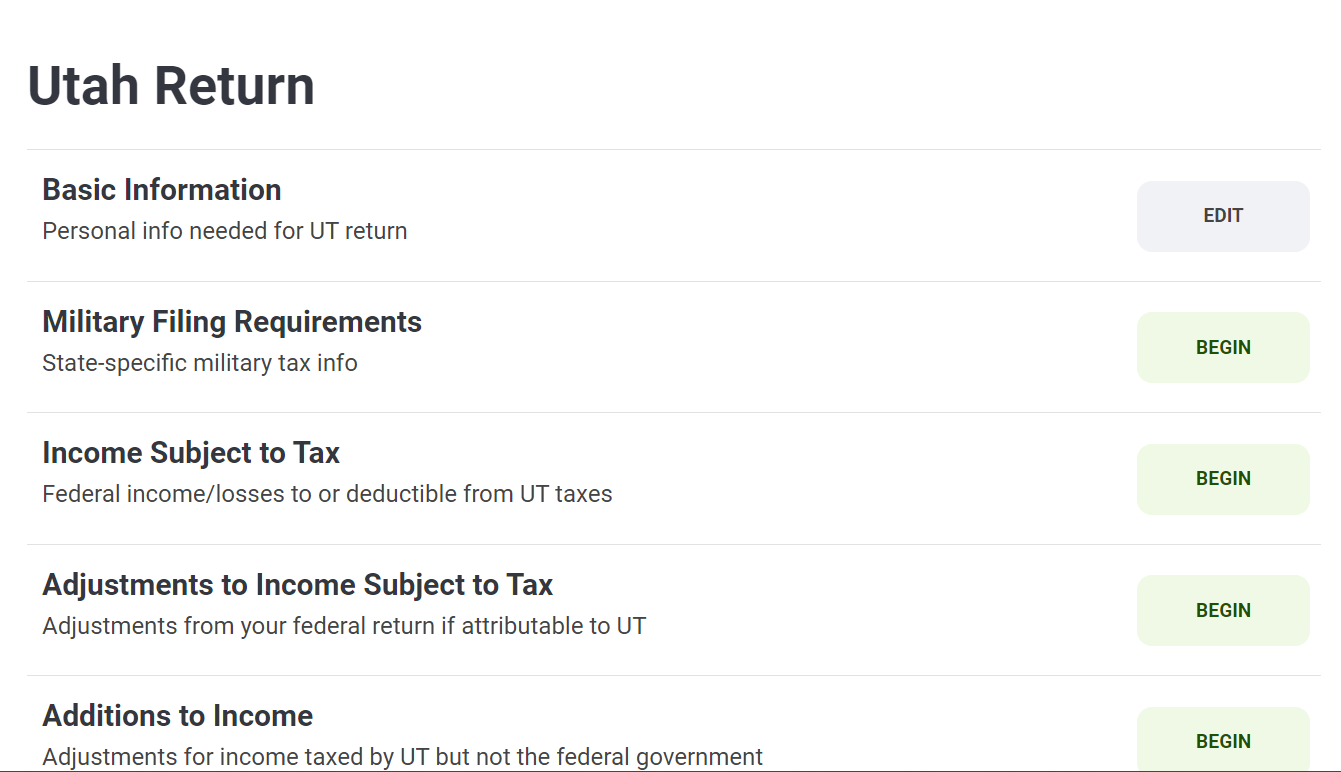 Utah Return
Basic Information
Personal info needed for UT return
EDIT
Military Filing Requirements
State-specific military tax info
BEGIN
Income Subject to Tax
Federal income/losses to or deductible from UT taxes
BEGIN
Adjustments to Income Subject to Tax
Adjustments from your federal return if attributable to UT
BEGIN
Additions to Income
Adjustments for income taxed by UT but not the federal government
BEGIN